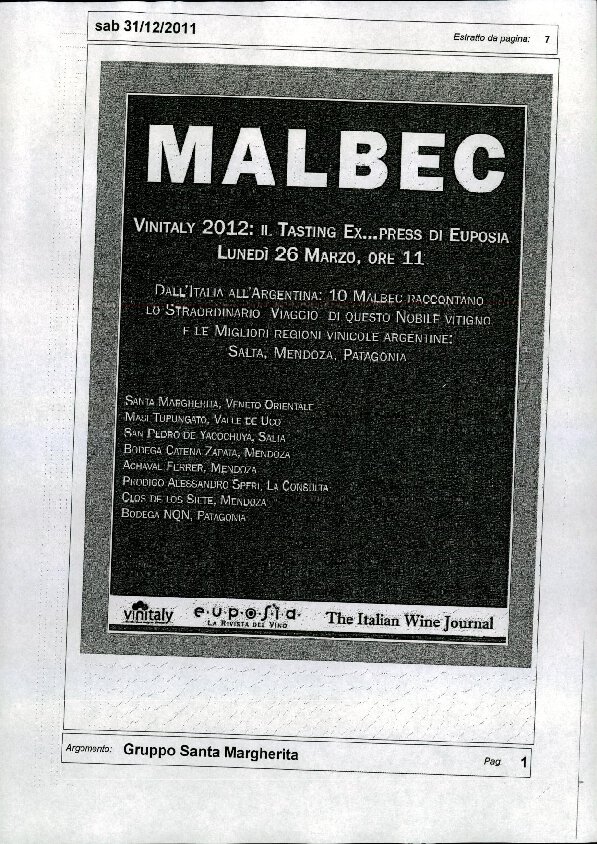 sab 31/12/2011
Estratto da pagina: 7
MALBEC
VINITALY 2012: IL TASTING EX...PRESS DI EUPOSIA
LUNEDÌ 26 MARZO, ORE 11
DALL'ITALIA ALL'ARGENTINA: 10 MALBEC RACCONTANO
LO STRAORDINARIO VIAGGIO DI QUESTO NOBILE VITIGNO
E LE MIGLIORI REGIONI VINICOLE ARGENTINE:
SALTA, MENDOZA, PATAGONIA
SANTA MARGHERITA, VENETO ORIENTALE
MASI TUPUNGATO, VALLE DE UCO
SAN PEDRO DE YACOCHUYA, SALTA
BODEGA CATENA ZAPATA, MENDOZA
ACHAVAL FERRER, MENDOZA
PRODIGO ALESSANDRO SPERI, LA CONSULTA
CLOS DE LOS SIETE, MENDOZA
BODEGA NQN, PATAGONIA
vinitaly e·u·p·o·s·i·a· The Italian Wine Journal
LA RIVISTA DEL VINO
Argomento: Gruppo Santa Margherita Pag. 1